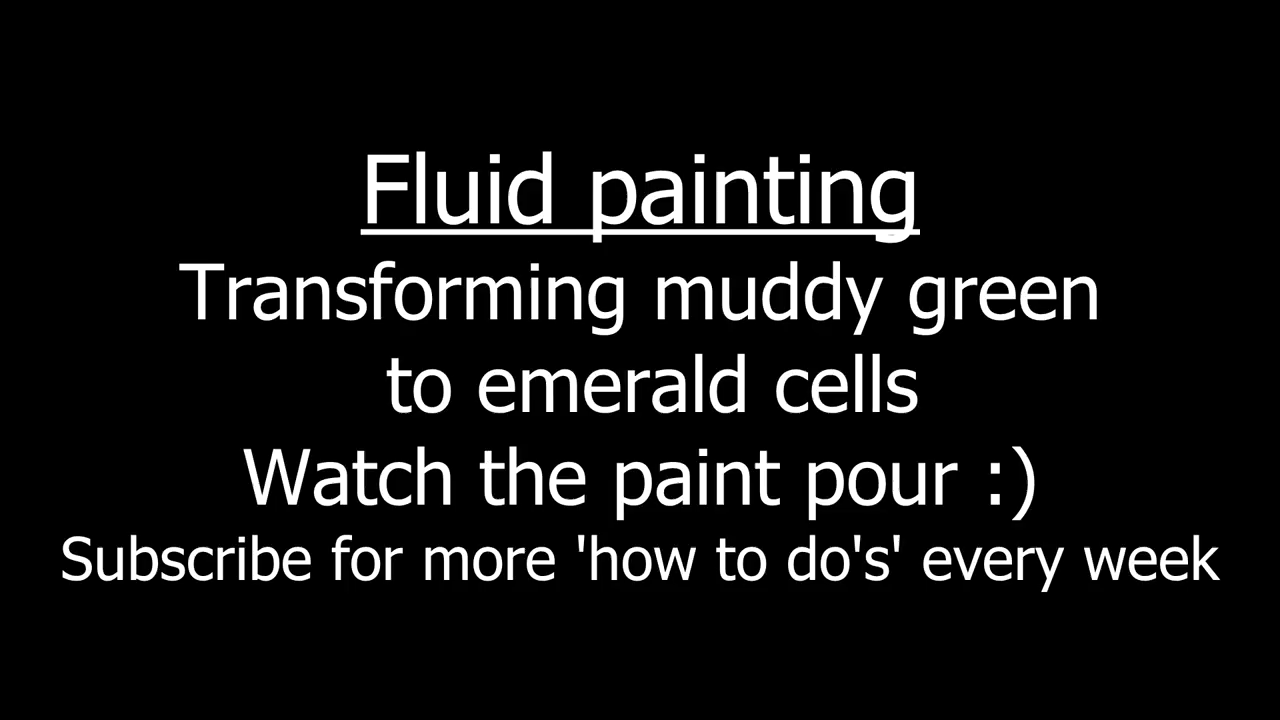 Fluid painting
Transforming muddy green
to emerald cells
Watch the paint pour :)
Subscribe for more 'how to do's' every week